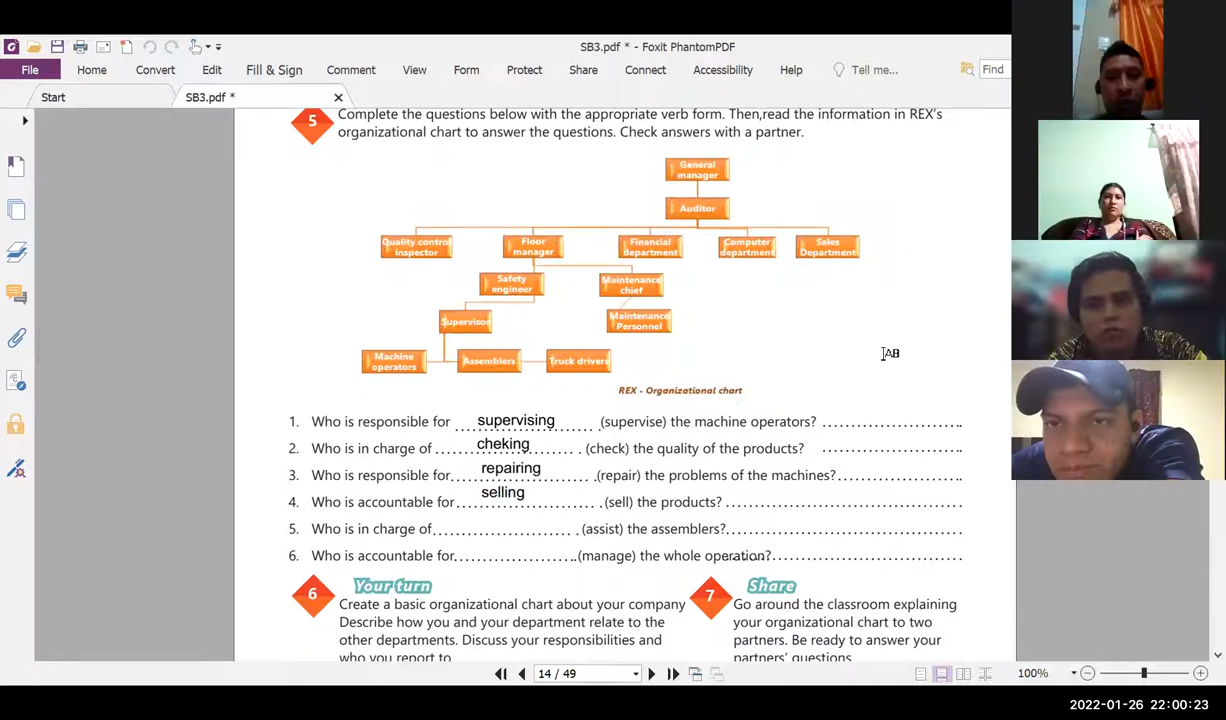 SB3.pdf * - Foxit PhantomPDF
File Home Convert Edit Fill & Sign Comment View Form Protect Share Connect Accessibility Help Tell me... Find
Start SB3.pdf *
5 Complete the questions below with the appropriate verb form. Then,read the information in REX's
organizational chart to answer the questions. Check answers with a partner.
General
manager
Auditor
Quality control
inspector
Floor
manager
Financial
department
Computer
department
Sales
Department
Safety
engineer
Maintenance
chief
Supervisor
Maintenance
Personnel
Machine
operators
Assemblers
Truck drivers
AB
REX - Organizational chart
1. Who is responsible for supervising (supervise) the machine operators?
2. Who is in charge of cheking (check) the quality of the products?
3. Who is responsible for repairing (repair) the problems of the machines?
4. Who is accountable for selling (sell) the products?
5. Who is in charge of (assist) the assemblers?
6. Who is accountable for (manage) the whole operation?
6 Your turn
Create a basic organizational chart about your company
Describe how you and your department relate to the
other departments. Discuss your responsibilities and
who you report to
7 Share
Go around the classroom explaining
your organizational chart to two
partners. Be ready to answer your
partners' questions
14 / 49
100%
2022-01-26 22:00:23